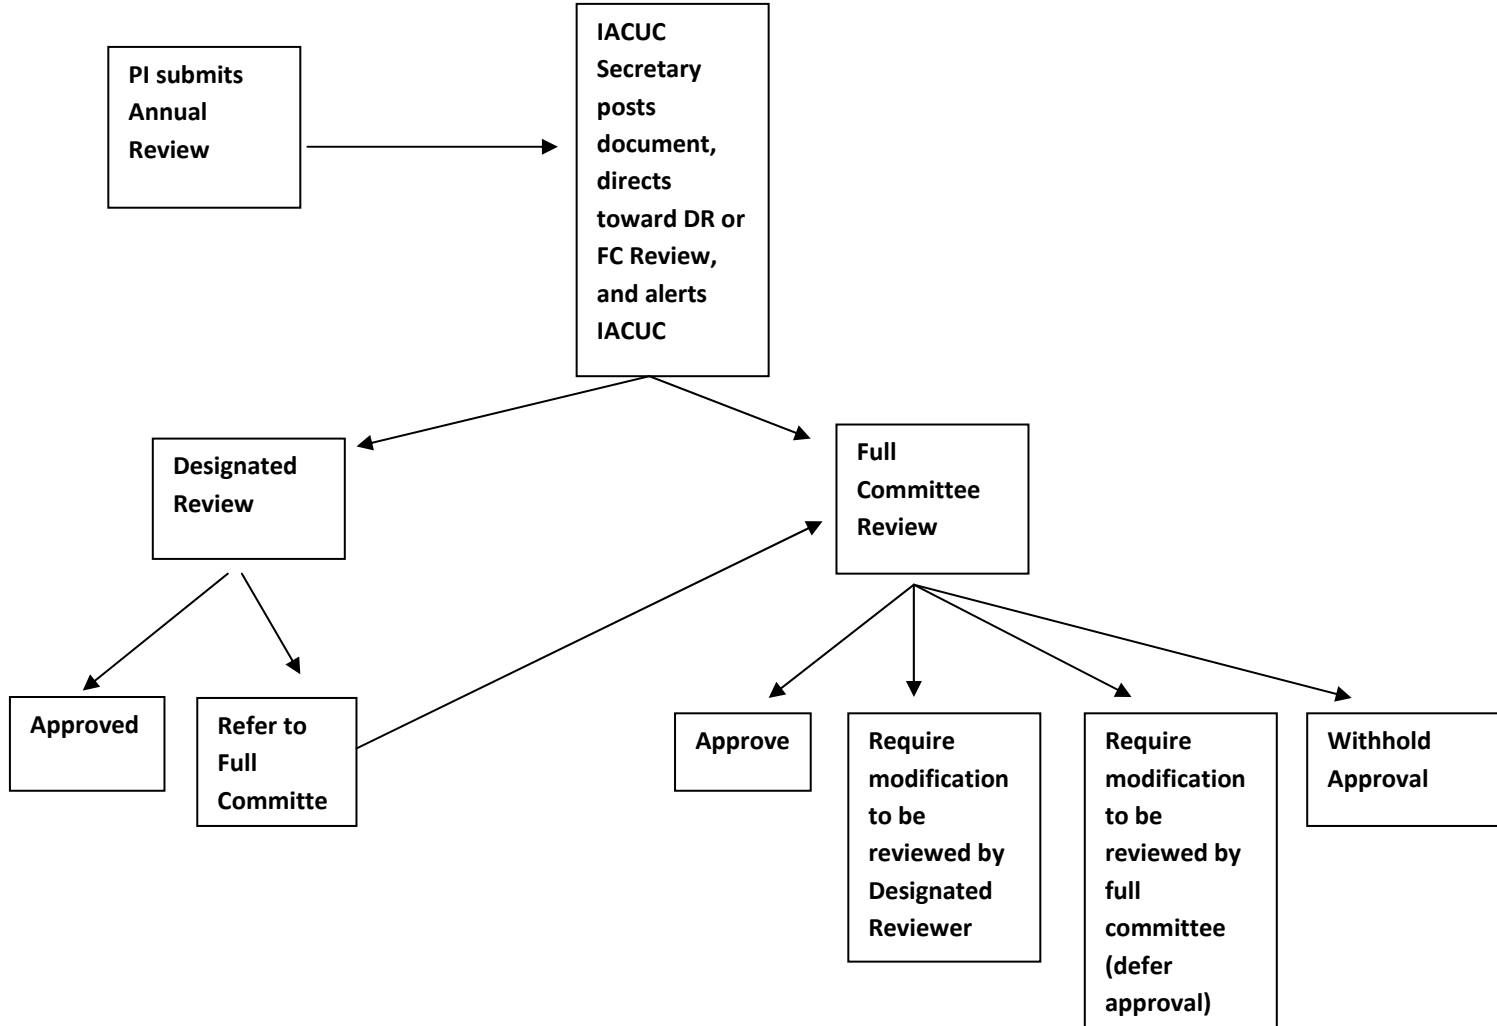 PI submits
Annual
Review
IACUC
Secretary
posts
document,
directs
toward DR or
FC Review,
and alerts
IACUC
Designated
Review
Full
Committee
Review
Approved
Refer to
Full
Committe
Approve
Require
modification
to be
reviewed by
Designated
Reviewer
Require
modification
to be
reviewed by
full
committee
(defer
approval)
Withhold
Approval